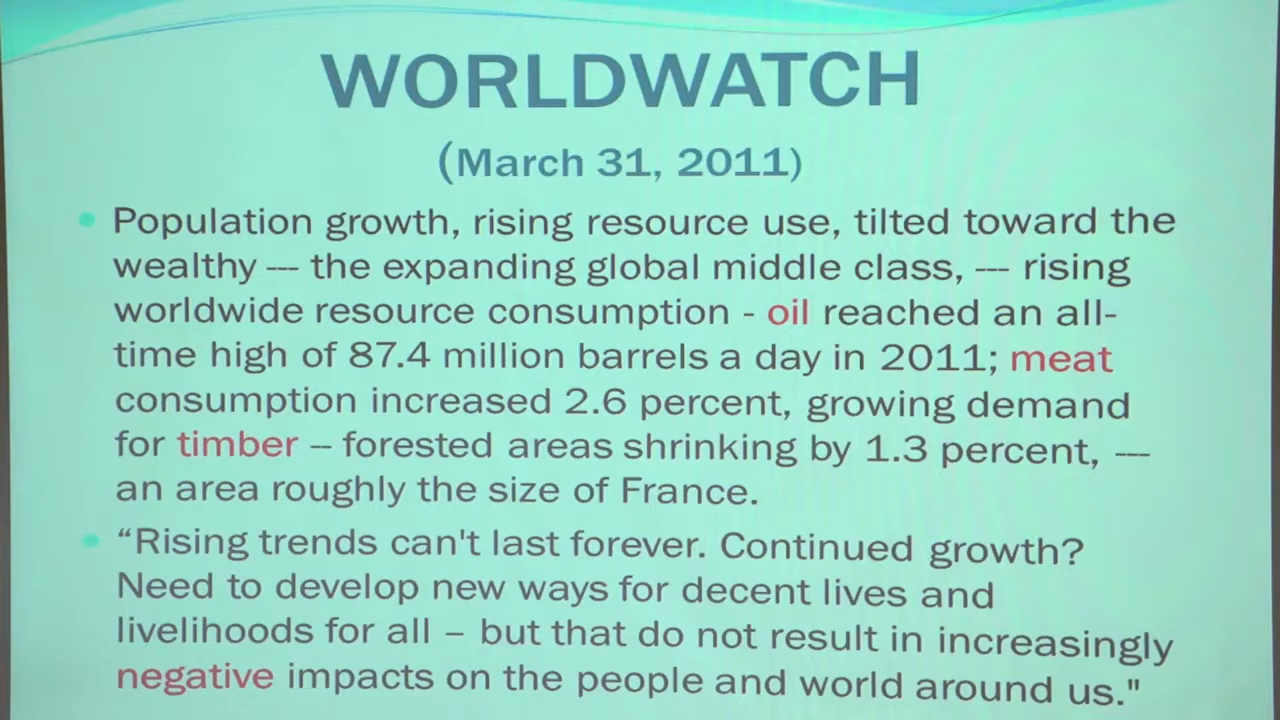 WORLDWATCH
(March 31, 2011)
• Population growth, rising resource use, tilted toward the
wealthy --- the expanding global middle class, --- rising
worldwide resource consumption - oil reached an all-
time high of 87.4 million barrels a day in 2011; meat
consumption increased 2.6 percent, growing demand
for timber -- forested areas shrinking by 1.3 percent, ---
an area roughly the size of France.
• “Rising trends can't last forever. Continued growth?
Need to develop new ways for decent lives and
livelihoods for all – but that do not result in increasingly
negative impacts on the people and world around us."